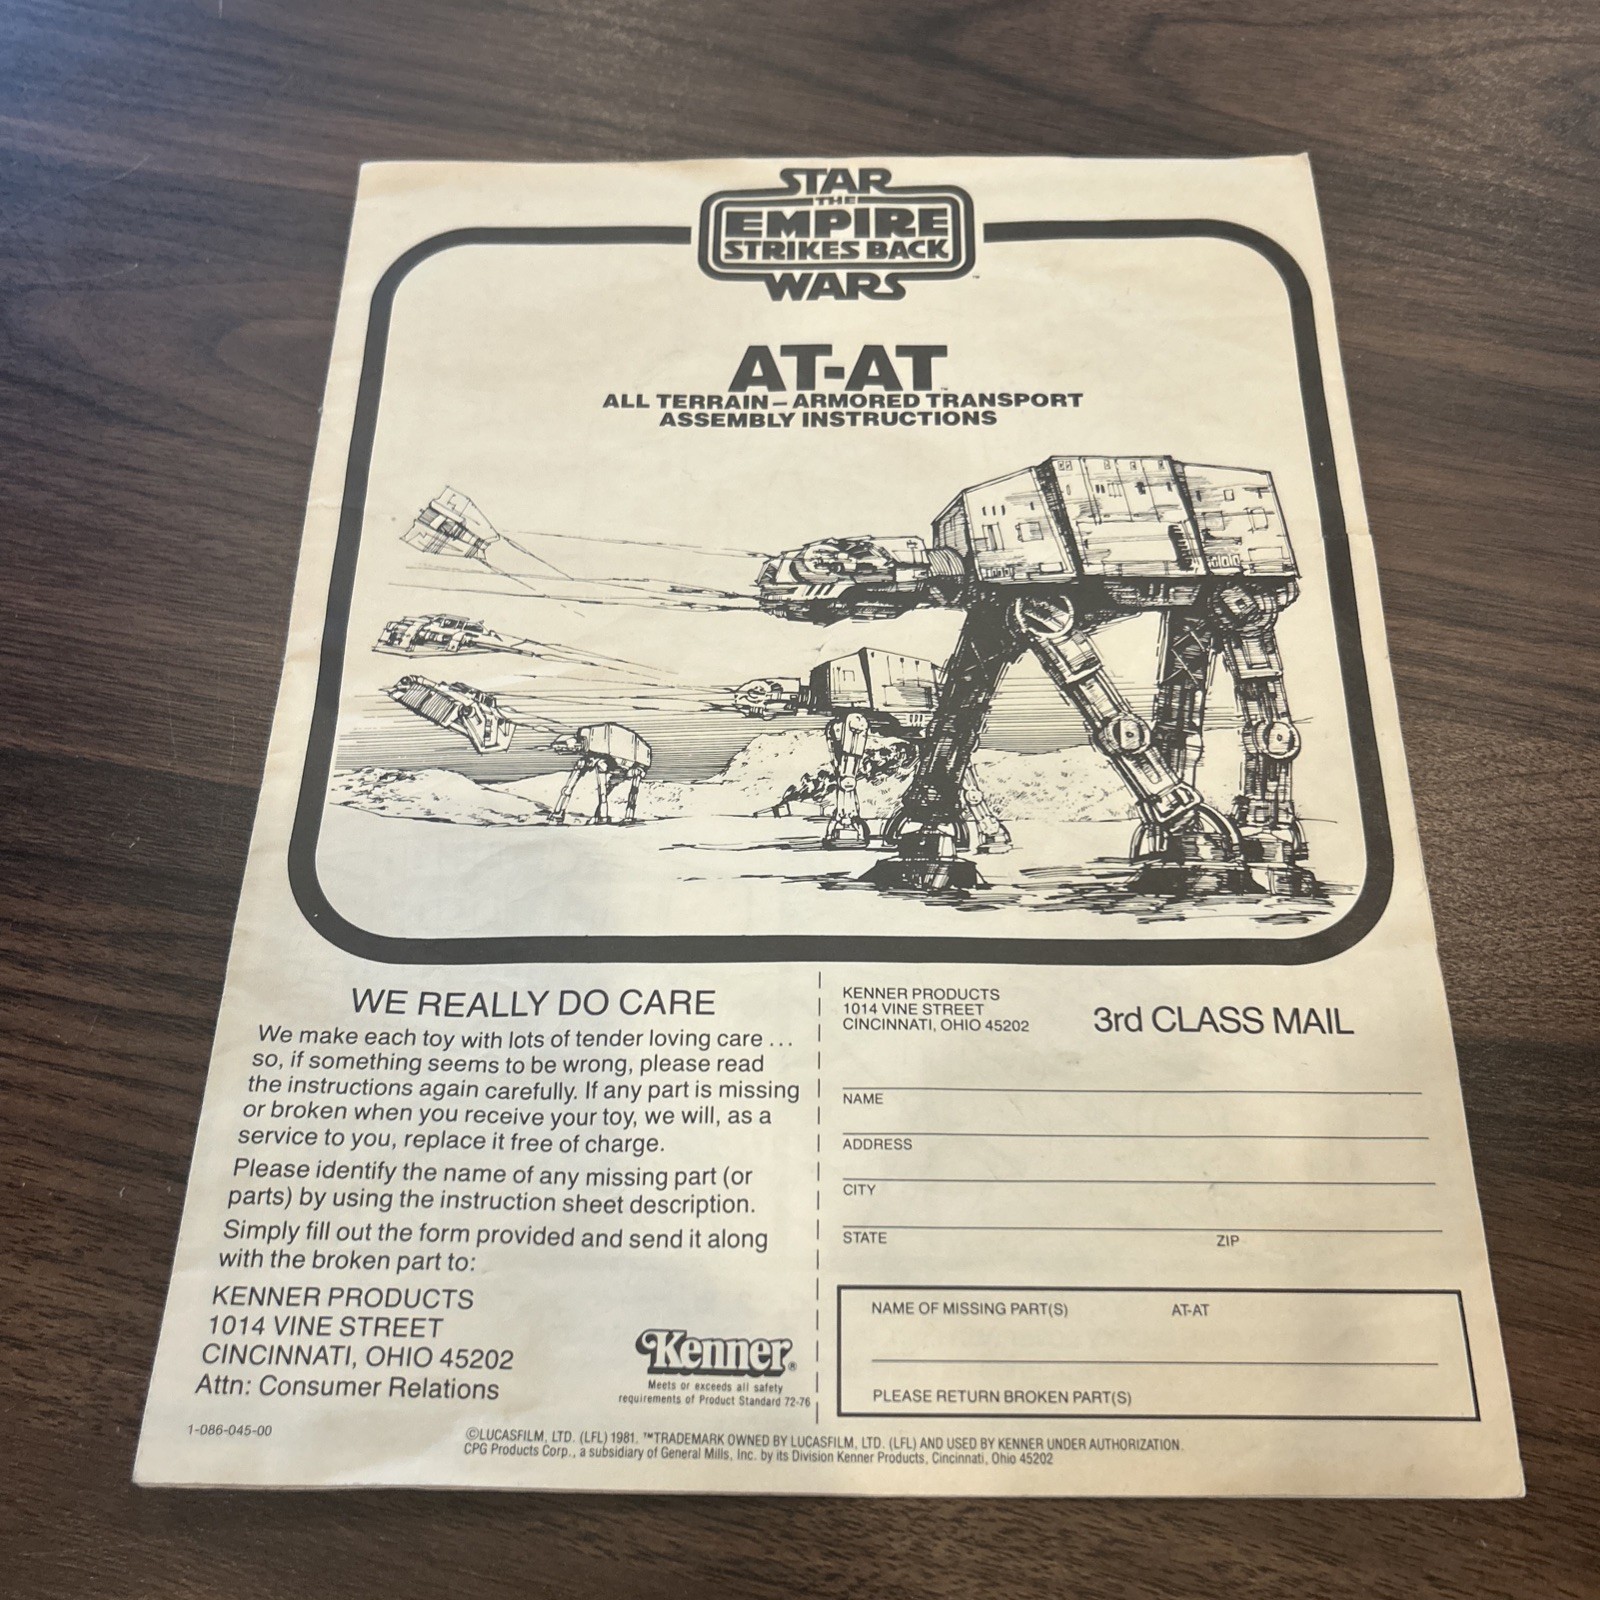 STAR
THE
EMPIRE
STRIKES BACK
WARS
™
AT-AT™
ALL TERRAIN – ARMORED TRANSPORT
ASSEMBLY INSTRUCTIONS
WE REALLY DO CARE
We make each toy with lots of tender loving care ...
so, if something seems to be wrong, please read
the instructions again carefully. If any part is missing
or broken when you receive your toy, we will, as a
service to you, replace it free of charge.
Please identify the name of any missing part (or
parts) by using the instruction sheet description.
Simply fill out the form provided and send it along
with the broken part to:
KENNER PRODUCTS
1014 VINE STREET
CINCINNATI, OHIO 45202
Attn: Consumer Relations
Kenner®
Meets or exceeds all safety
requirements of Product Standard 72-76
KENNER PRODUCTS
1014 VINE STREET
CINCINNATI, OHIO 45202
3rd CLASS MAIL
NAME
ADDRESS
CITY
STATE ZIP
NAME OF MISSING PART(S) AT-AT
PLEASE RETURN BROKEN PART(S)
1-086-045-00
©LUCASFILM, LTD. (LFL) 1981. ™TRADEMARK OWNED BY LUCASFILM, LTD. (LFL) AND USED BY KENNER UNDER AUTHORIZATION.
CPG Products Corp., a subsidiary of General Mills, Inc. by its Division Kenner Products, Cincinnati, Ohio 45202